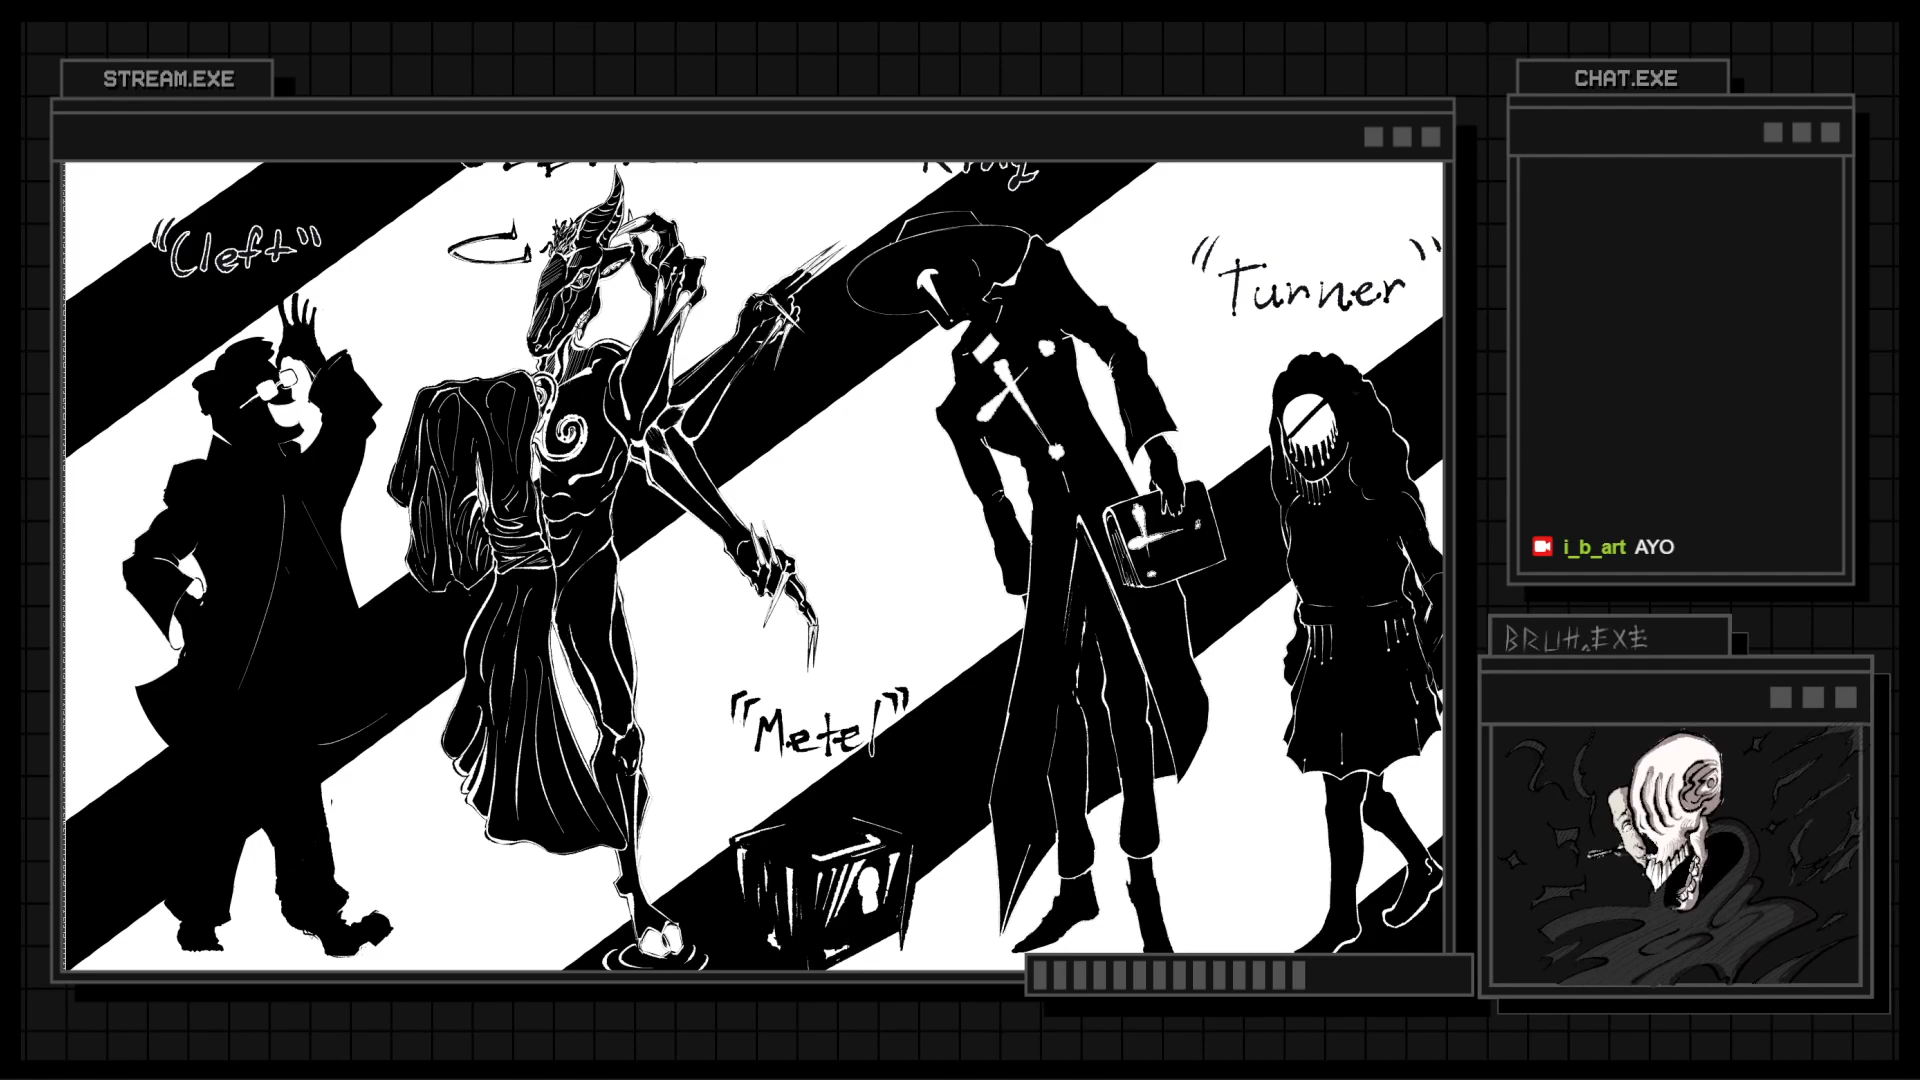 STREAM.EXE
CHAT.EXE
"Cleft"
"Turner"
i_b_art AYO
BRUH.EXE
"Metel"